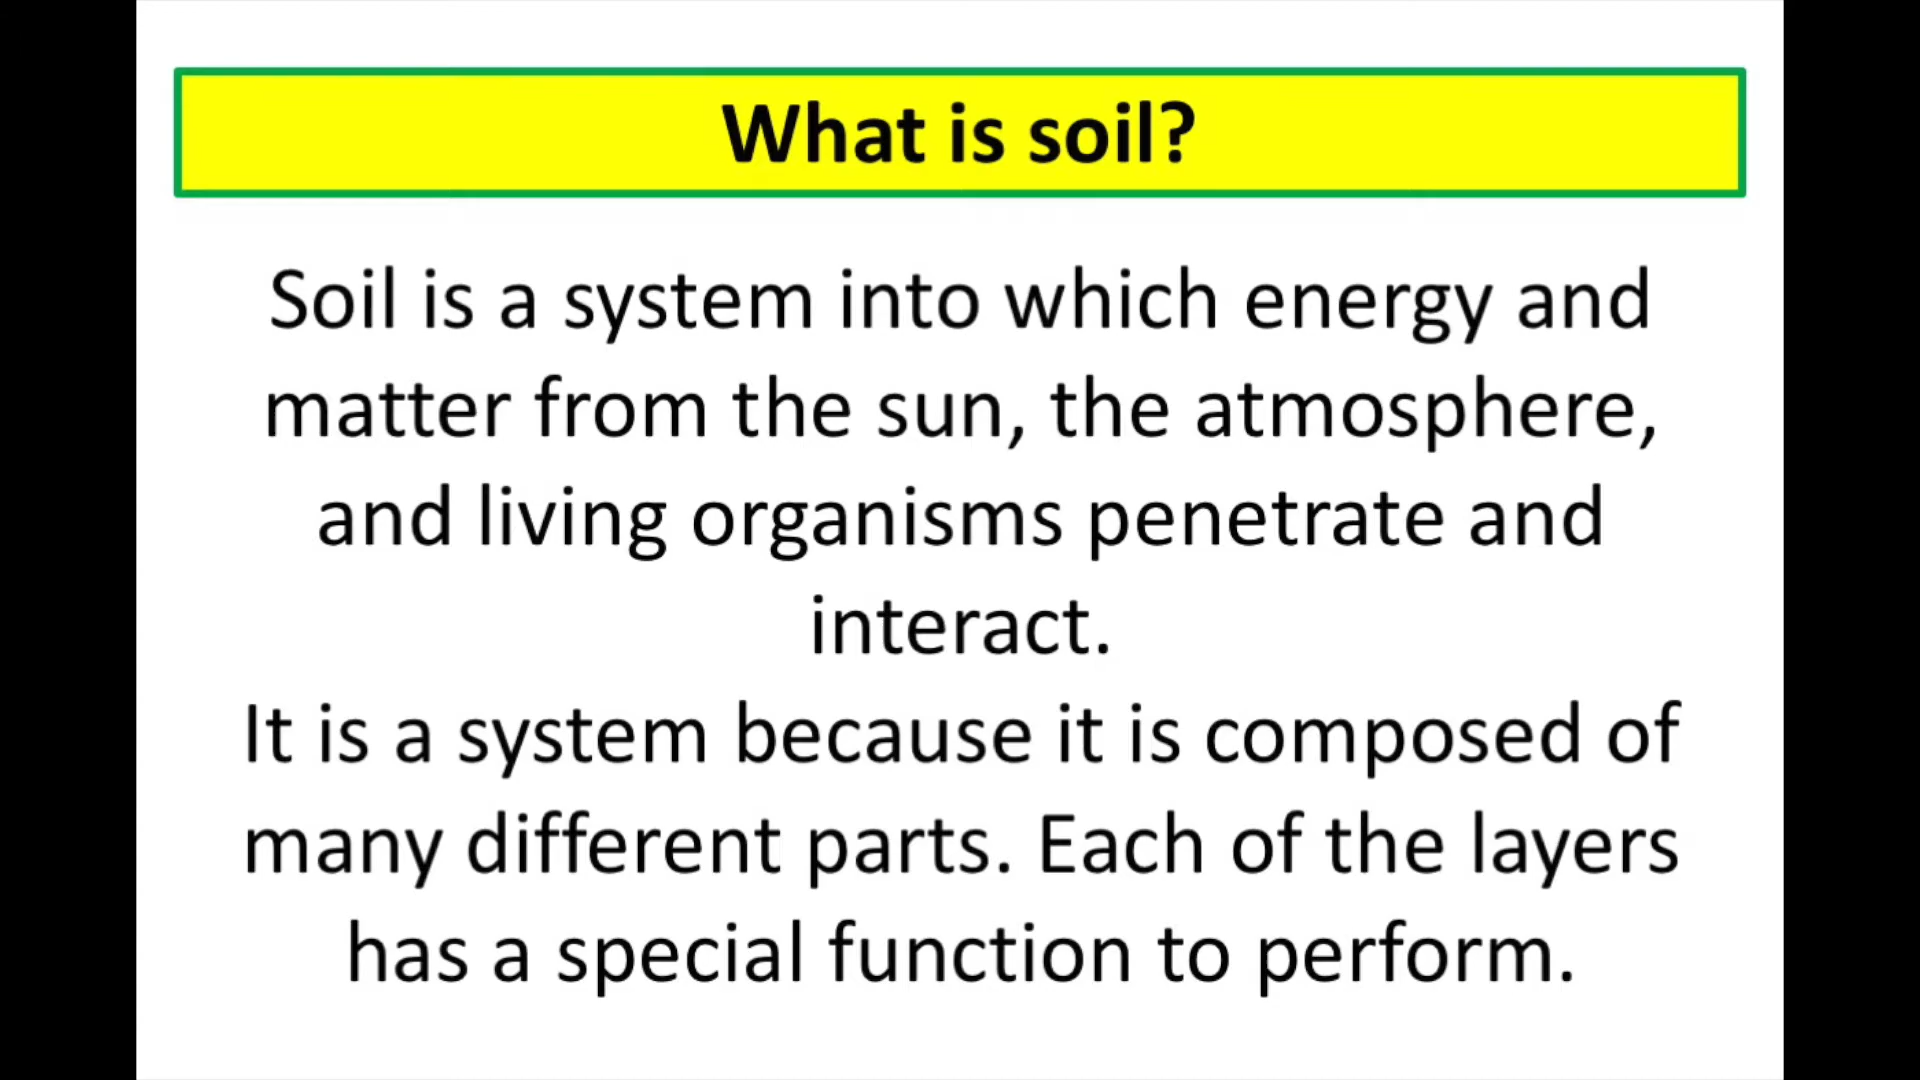 What is soil?
Soil is a system into which energy and
matter from the sun, the atmosphere,
and living organisms penetrate and
interact.
It is a system because it is composed of
many different parts. Each of the layers
has a special function to perform.